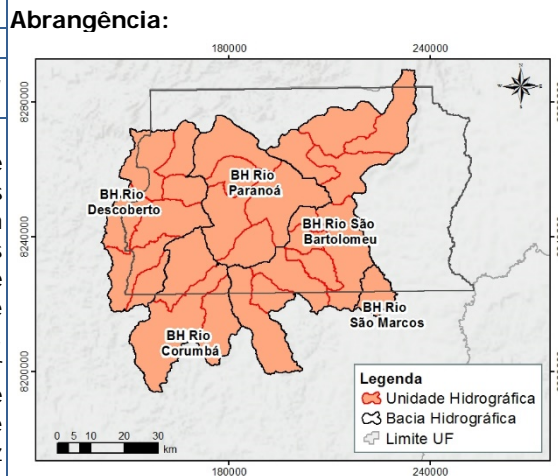 Abrangência:
180000 240000
8280000
BH Rio
Paranoá
BH Rio
Descoberto
BH Rio São
Bartolomeu
8240000
BH Rio
São Marcos
BH Rio
Corumbá
8200000
Legenda
Unidade Hidrográfica
Bacia Hidrográfica
Limite UF
0 5 10 20 30
km
180000 240000